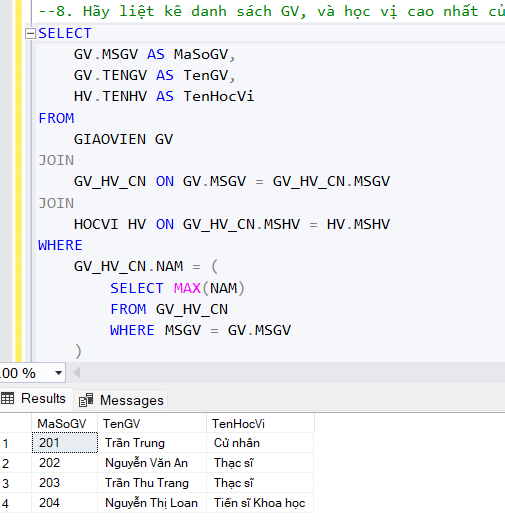 --8. Hãy liệt kê danh sách GV, và học vị cao nhất củ
SELECT
GV.MSGV AS MaSoGV,
GV.TENGV AS TenGV,
HV.TENHV AS TenHocVi
FROM
GIAOVIEN GV
JOIN
GV_HV_CN ON GV.MSGV = GV_HV_CN.MSGV
JOIN
HOCVI HV ON GV_HV_CN.MSHV = HV.MSHV
WHERE
GV_HV_CN.NAM = (
SELECT MAX(NAM)
FROM GV_HV_CN
WHERE MSGV = GV.MSGV
)
.00 %
Results Messages
MaSoGV TenGV TenHocVi
1 201 Trần Trung Cử nhân
2 202 Nguyễn Văn An Thạc sĩ
3 203 Trần Thu Trang Thạc sĩ
4 204 Nguyễn Thị Loan Tiến sĩ Khoa học